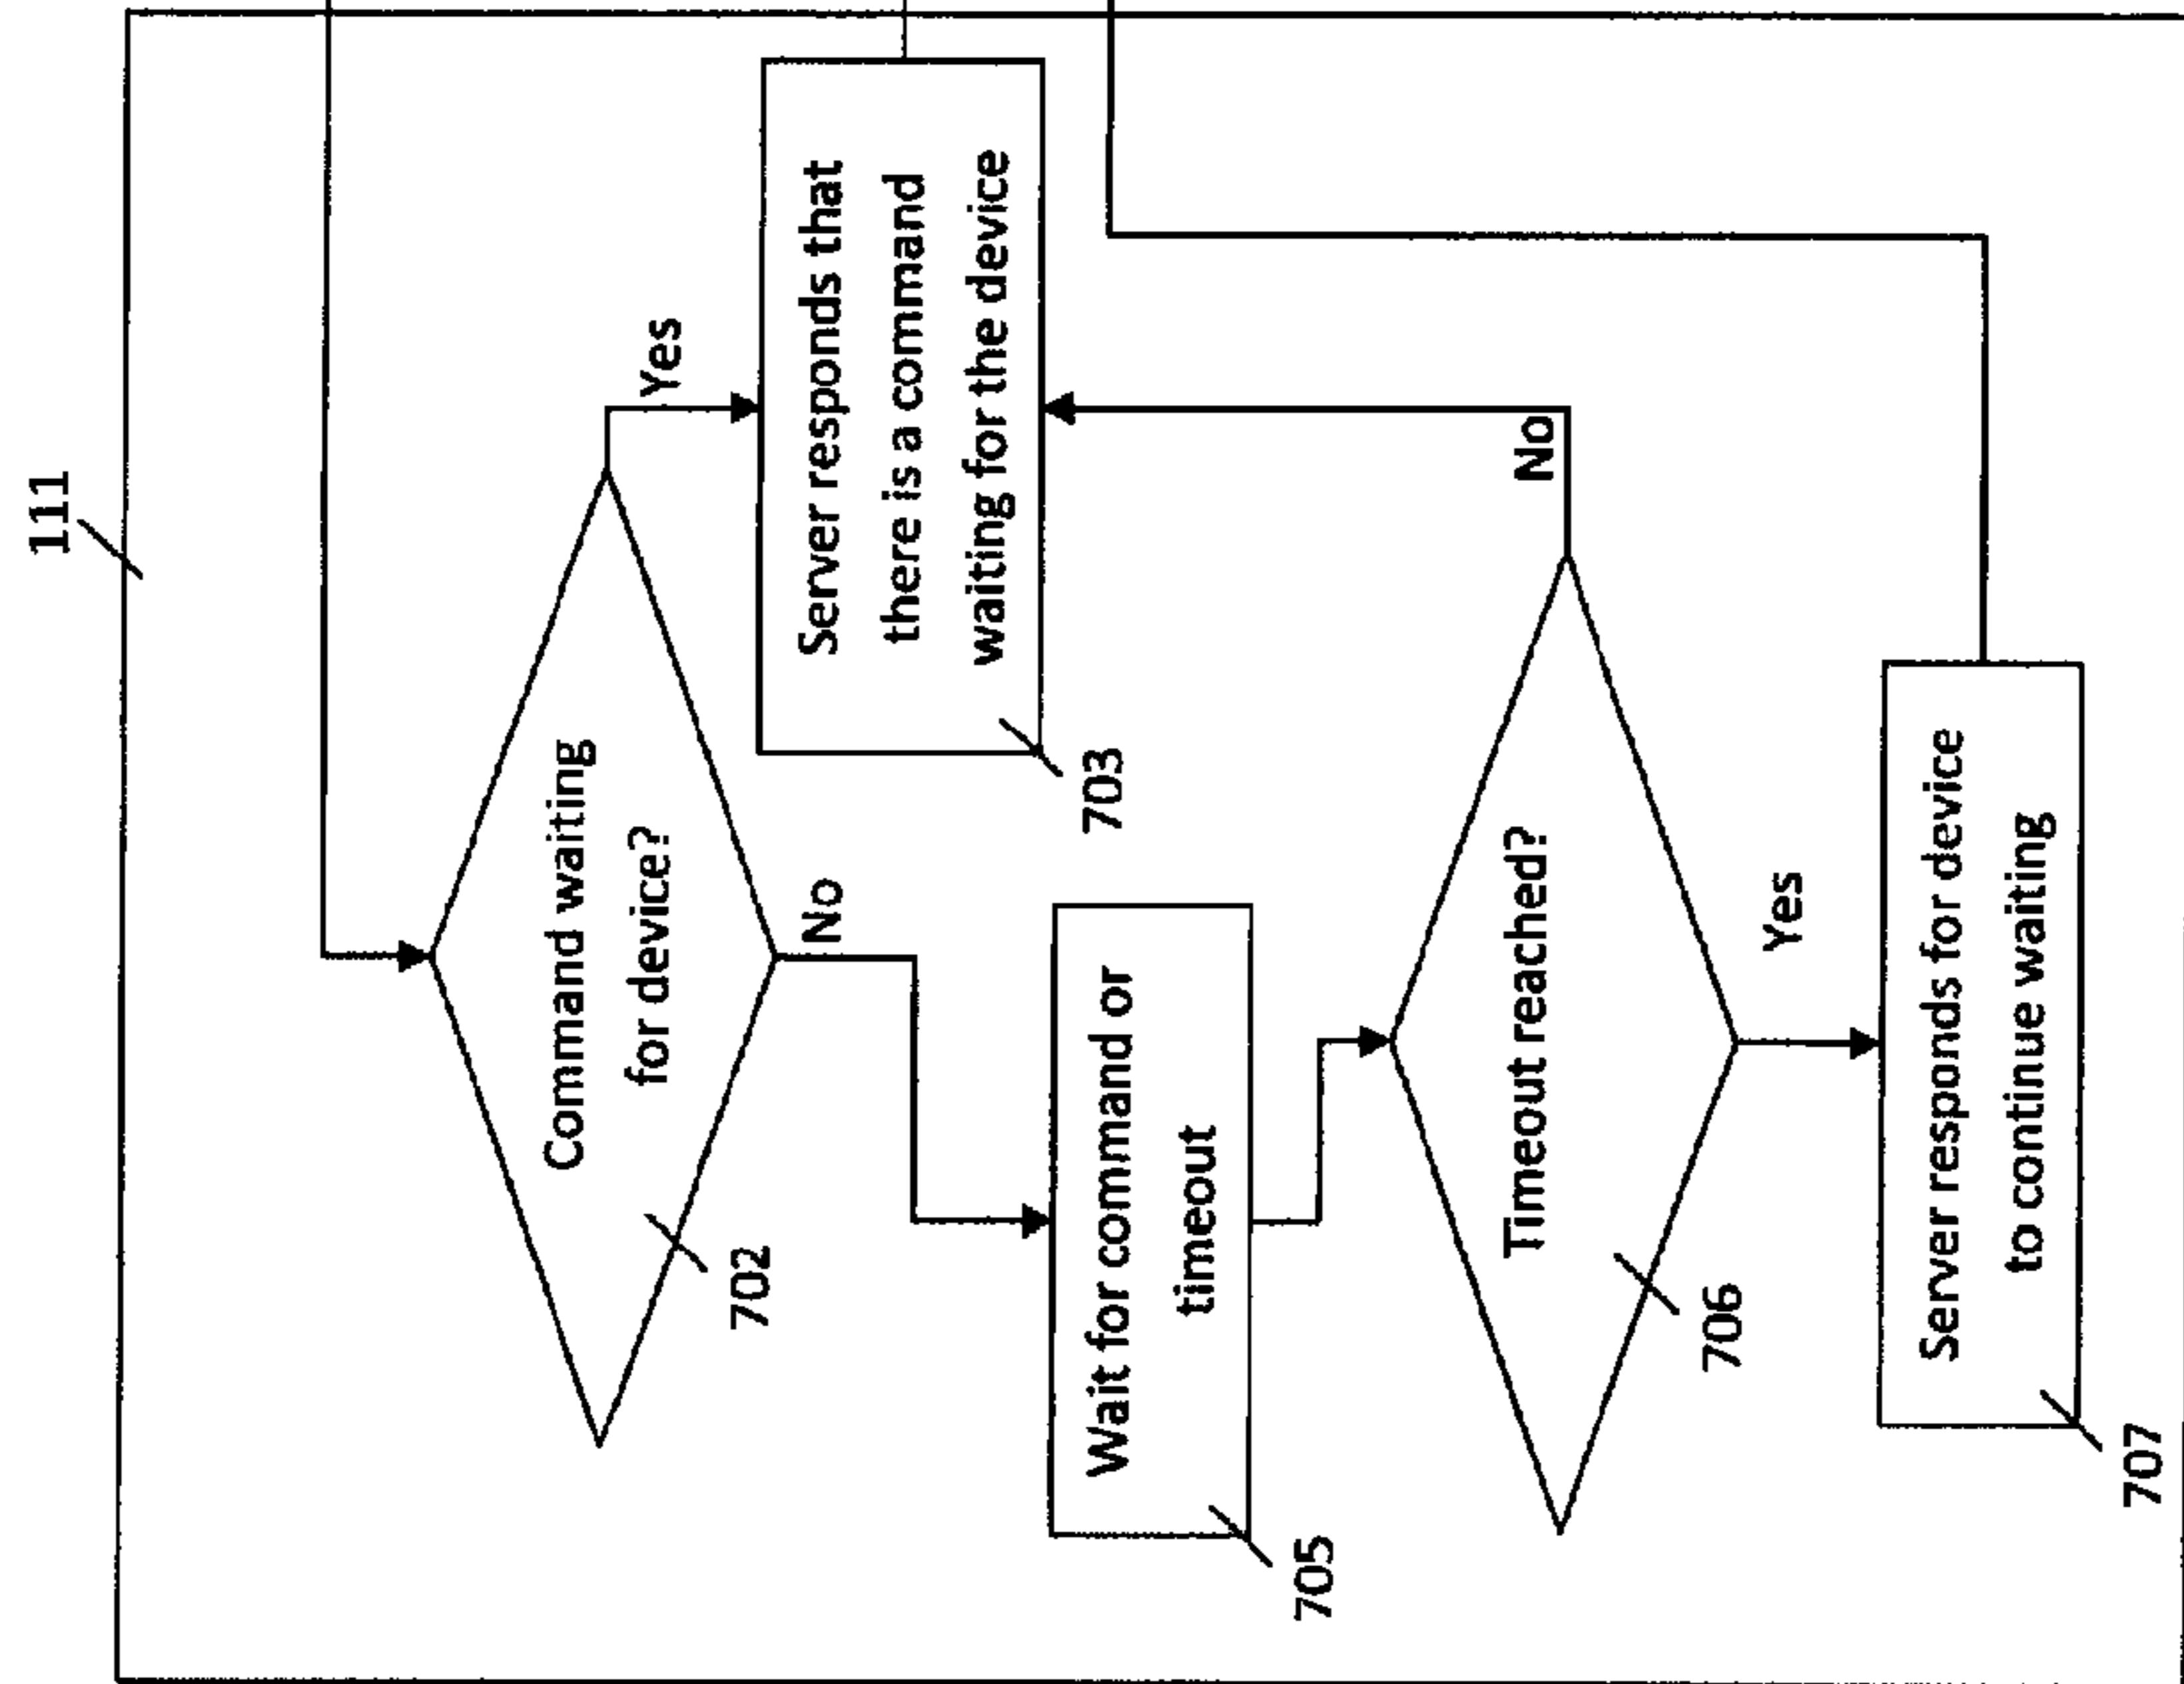 111
Command waiting
for device?
702
Yes
No
Server responds that
there is a command
waiting for the device
703
Wait for command or
timeout
705
Timeout reached?
706
No
Yes
Server responds for device
to continue waiting
707